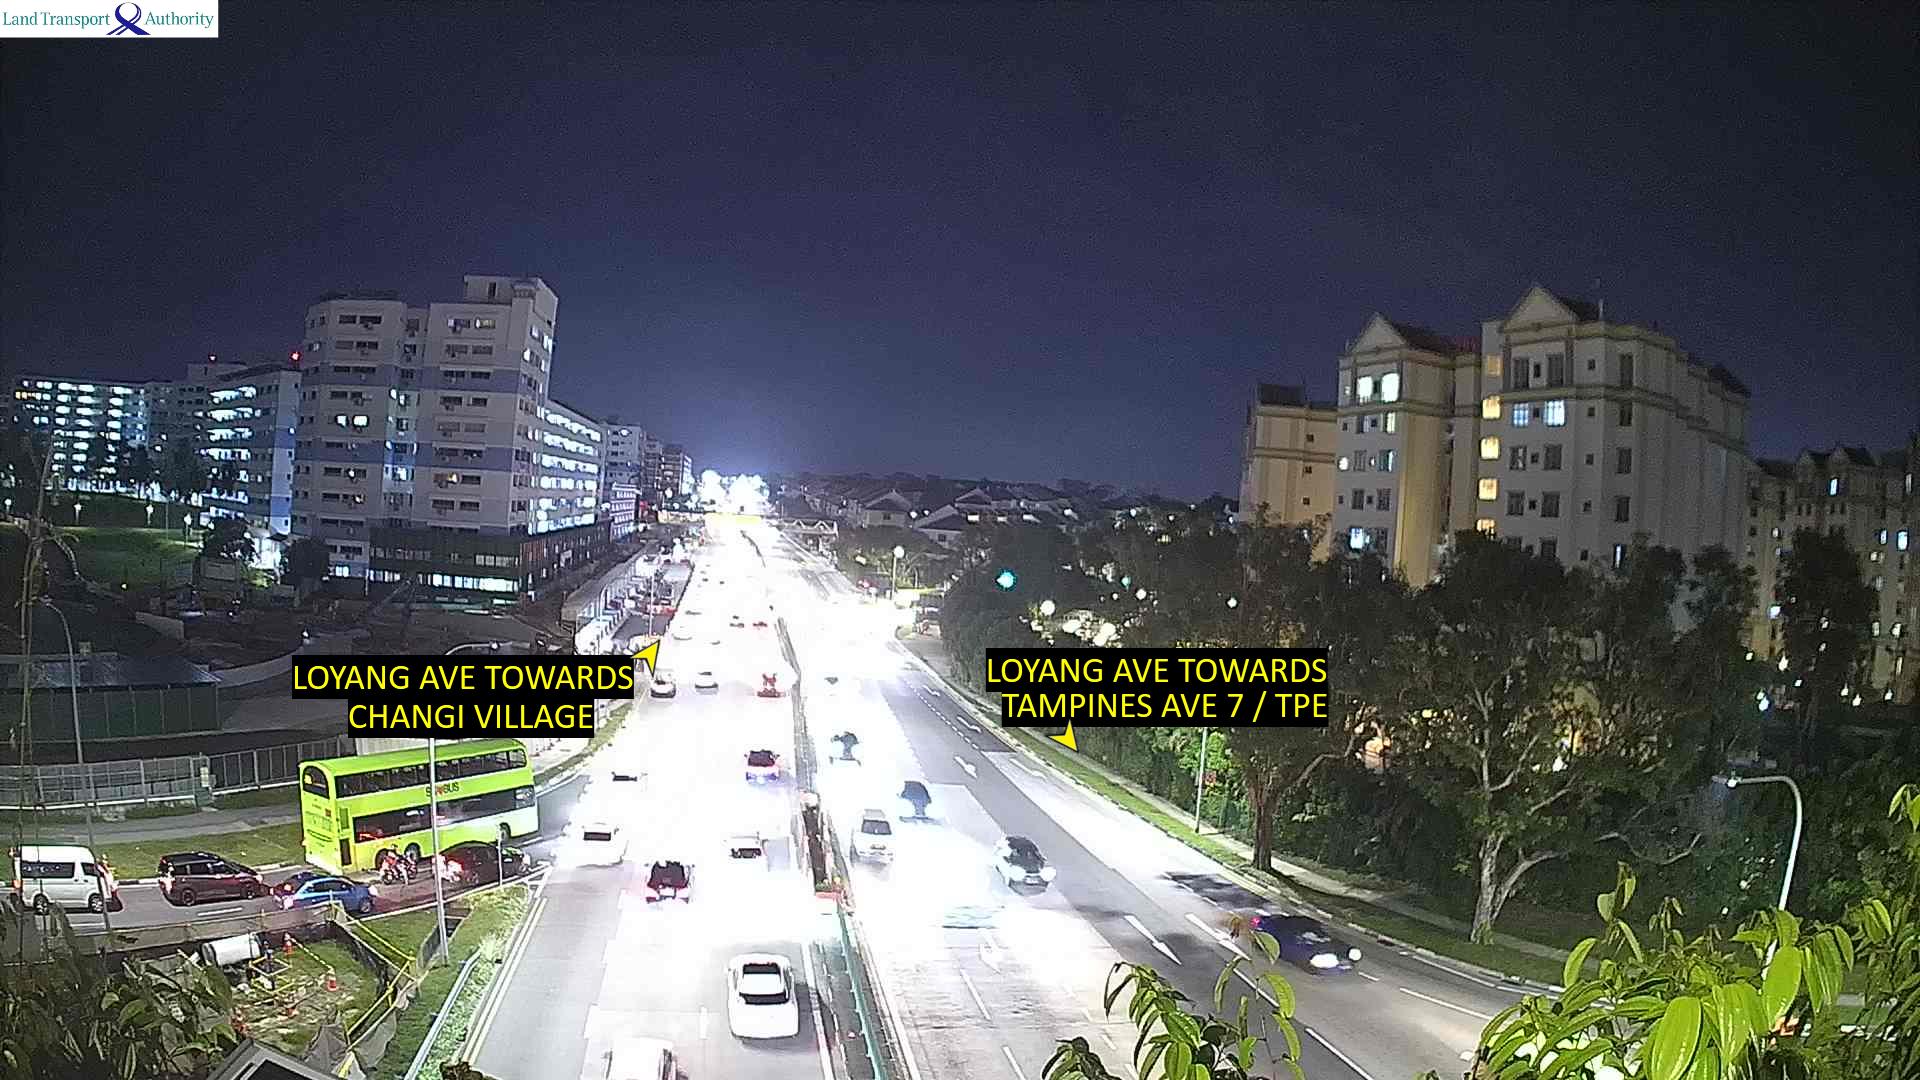 Land Transport Authority
LOYANG AVE TOWARDS
CHANGI VILLAGE
LOYANG AVE TOWARDS
TAMPINES AVE 7 / TPE